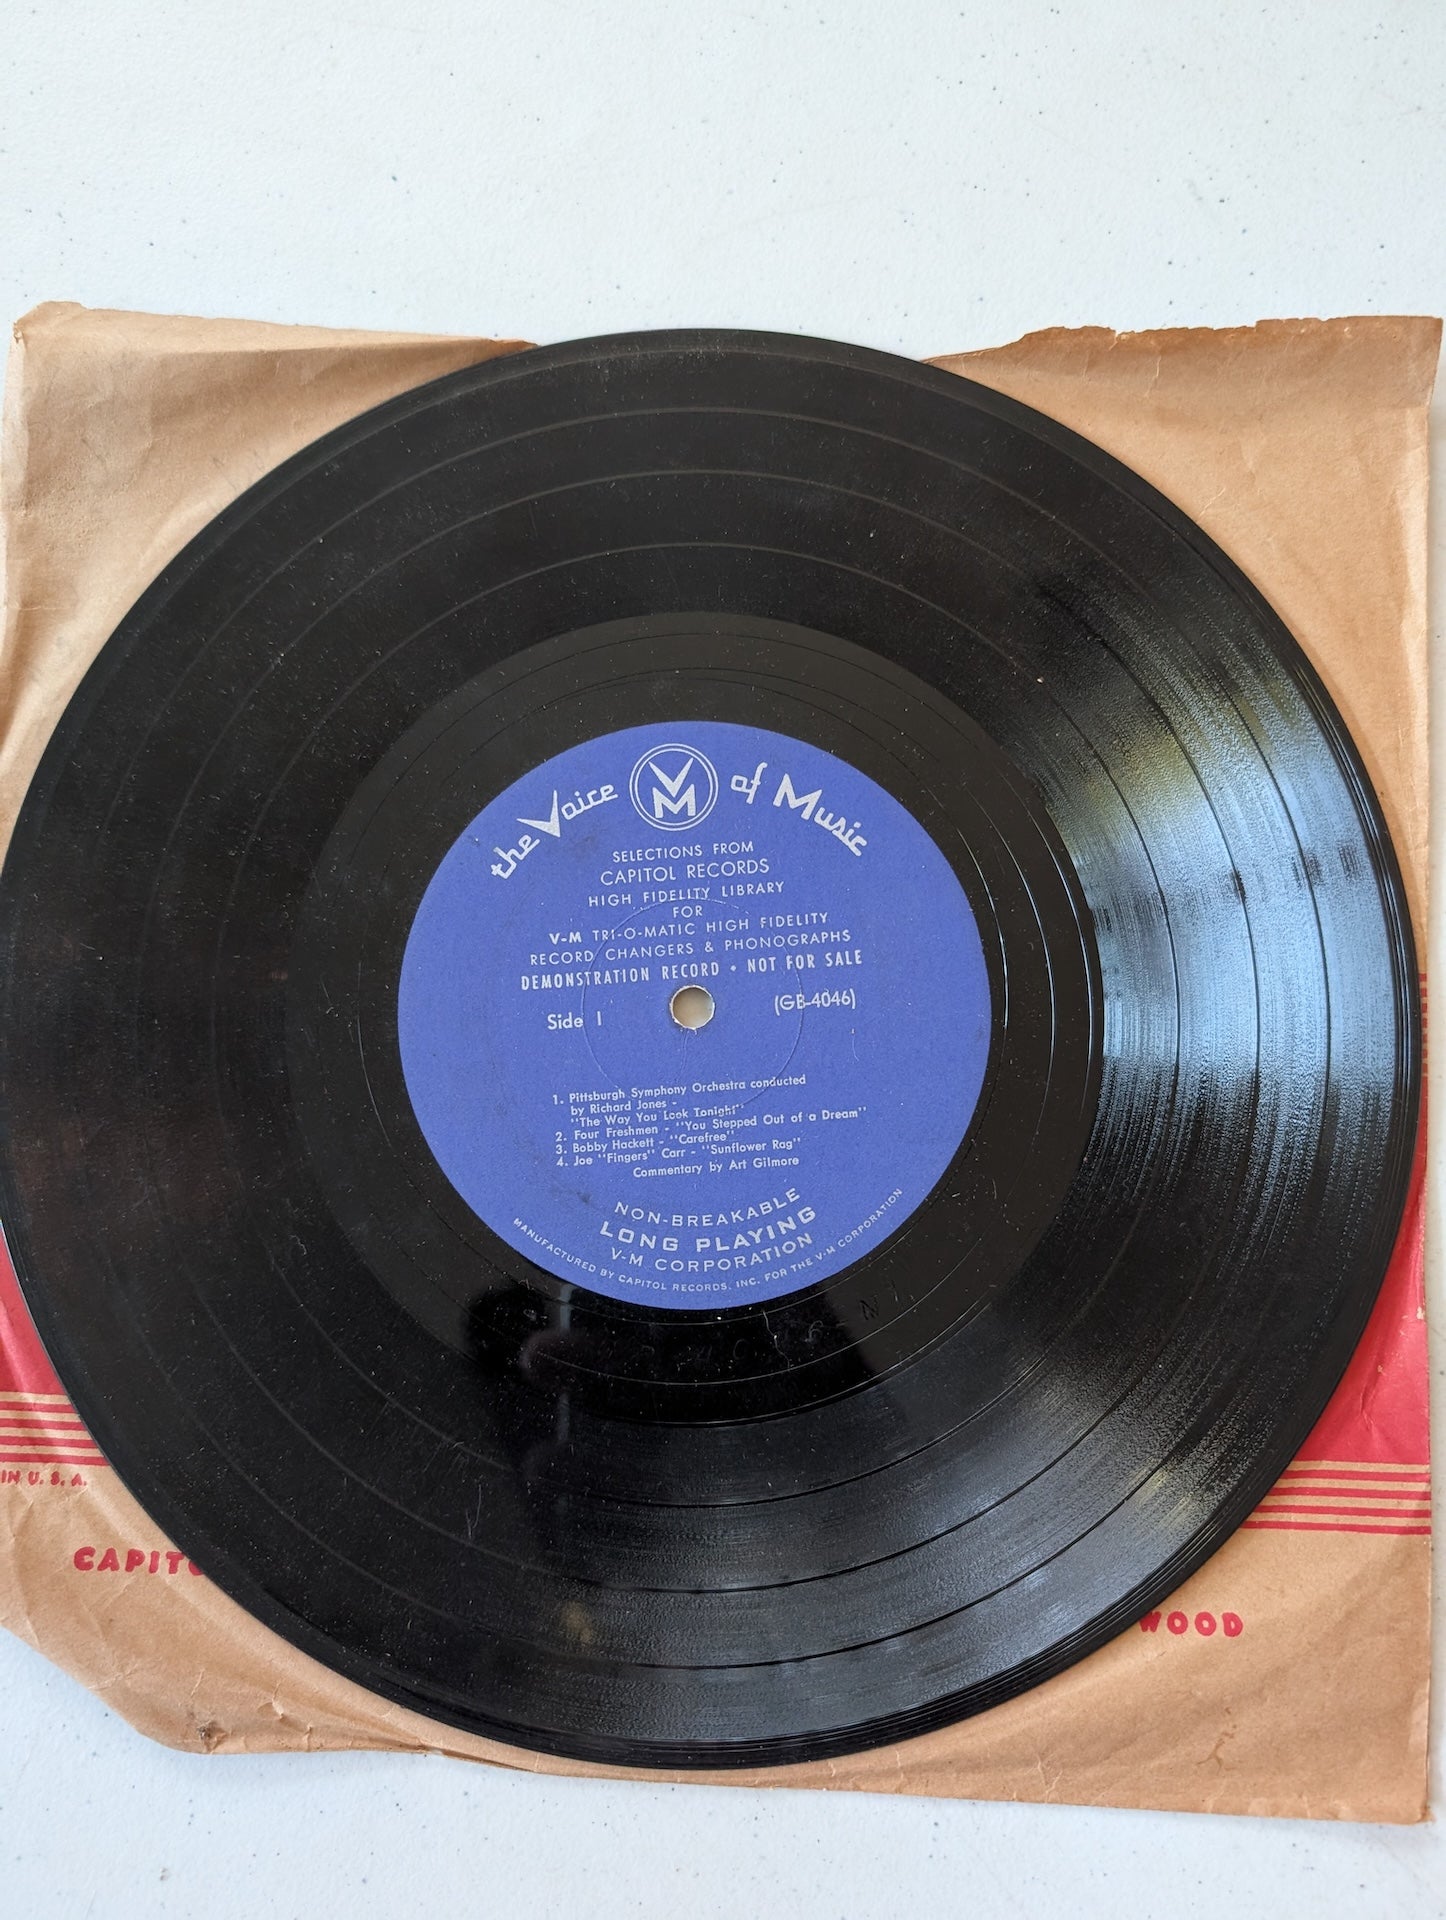 the Voice VM of Music
SELECTIONS FROM
CAPITOL RECORDS
HIGH FIDELITY LIBRARY
FOR
V-M TRI-O-MATIC HIGH FIDELITY
RECORD CHANGERS & PHONOGRAPHS
DEMONSTRATION RECORD • NOT FOR SALE
Side 1 (GB-4046)
1. Pittsburgh Symphony Orchestra conducted
by Richard Jones -
"The Way You Look Tonight"
2. Four Freshmen - "You Stepped Out of a Dream"
3. Bobby Hackett - "Carefree"
4. Joe "Fingers" Carr - "Sunflower Rag"
Commentary by Art Gilmore
NON-BREAKABLE
LONG PLAYING
V-M CORPORATION
MANUFACTURED BY CAPITOL RECORDS, INC. FOR THE V-M CORPORATION
IN U. S. A.
CAPITO
WOOD